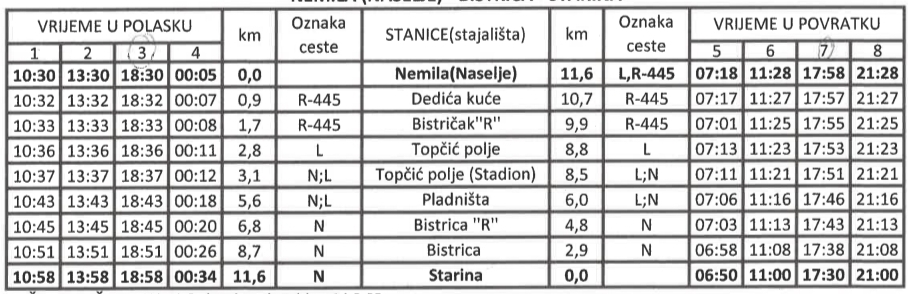 VRIJEME U POLASKU km Oznaka ceste STANICE(stajališta) km Oznaka ceste VRIJEME U POVRATKU
1 2 3 4 5 6 7 8
10:30 13:30 18:30 00:05 0,0 Nemila(Naselje) 11,6 L,R-445 07:18 11:28 17:58 21:28
10:32 13:32 18:32 00:07 0,9 R-445 Dedića kuće 10,7 R-445 07:17 11:27 17:57 21:27
10:33 13:33 18:33 00:08 1,7 R-445 Bistričak"R" 9,9 R-445 07:01 11:25 17:55 21:25
10:36 13:36 18:36 00:11 2,8 L Topčić polje 8,8 L 07:13 11:23 17:53 21:23
10:37 13:37 18:37 00:12 3,1 N;L Topčić polje (Stadion) 8,5 L;N 07:11 11:21 17:51 21:21
10:43 13:43 18:43 00:18 5,6 N;L Pladništa 6,0 L;N 07:06 11:16 17:46 21:16
10:45 13:45 18:45 00:20 6,8 N Bistrica "R" 4,8 N 07:03 11:13 17:43 21:13
10:51 13:51 18:51 00:26 8,7 N Bistrica 2,9 N 06:58 11:08 17:38 21:08
10:58 13:58 18:58 00:34 11,6 N Starina 0,0 06:50 11:00 17:30 21:00